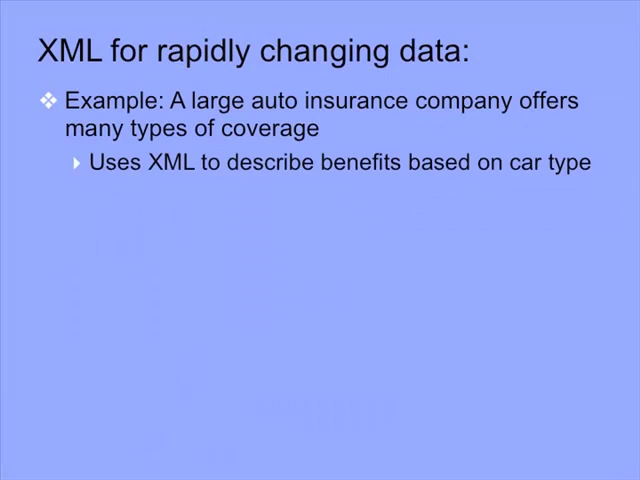 XML for rapidly changing data:
Example: A large auto insurance company offers
many types of coverage
Uses XML to describe benefits based on car type